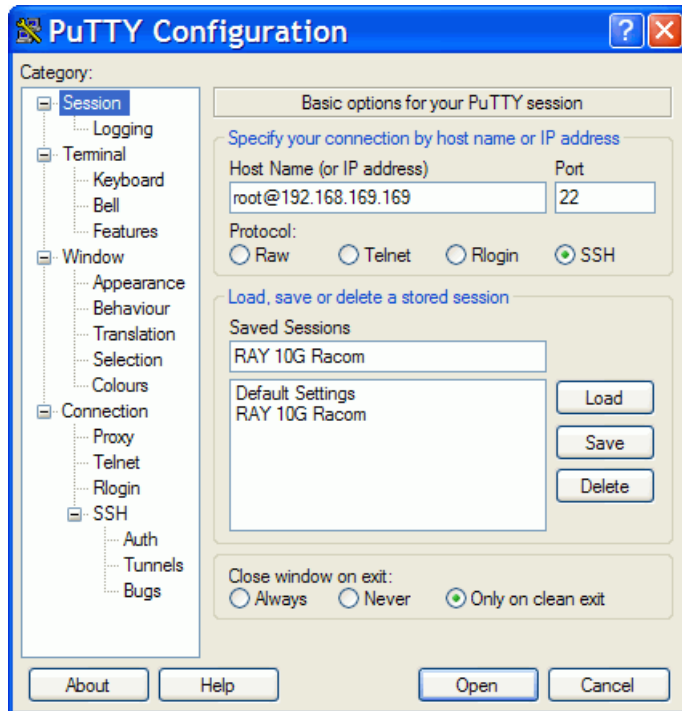 PuTTY Configuration
Category:
Session
Logging
Terminal
Keyboard
Bell
Features
Window
Appearance
Behaviour
Translation
Selection
Colours
Connection
Proxy
Telnet
Rlogin
SSH
Auth
Tunnels
Bugs
Basic options for your PuTTY session
Specify your connection by host name or IP address
Host Name (or IP address) Port
root@192.168.169.169 22
Protocol:
Raw Telnet Rlogin SSH
Load, save or delete a stored session
Saved Sessions
RAY 10G Racom
Default Settings
RAY 10G Racom
Load
Save
Delete
Close window on exit:
Always Never Only on clean exit
About Help Open Cancel